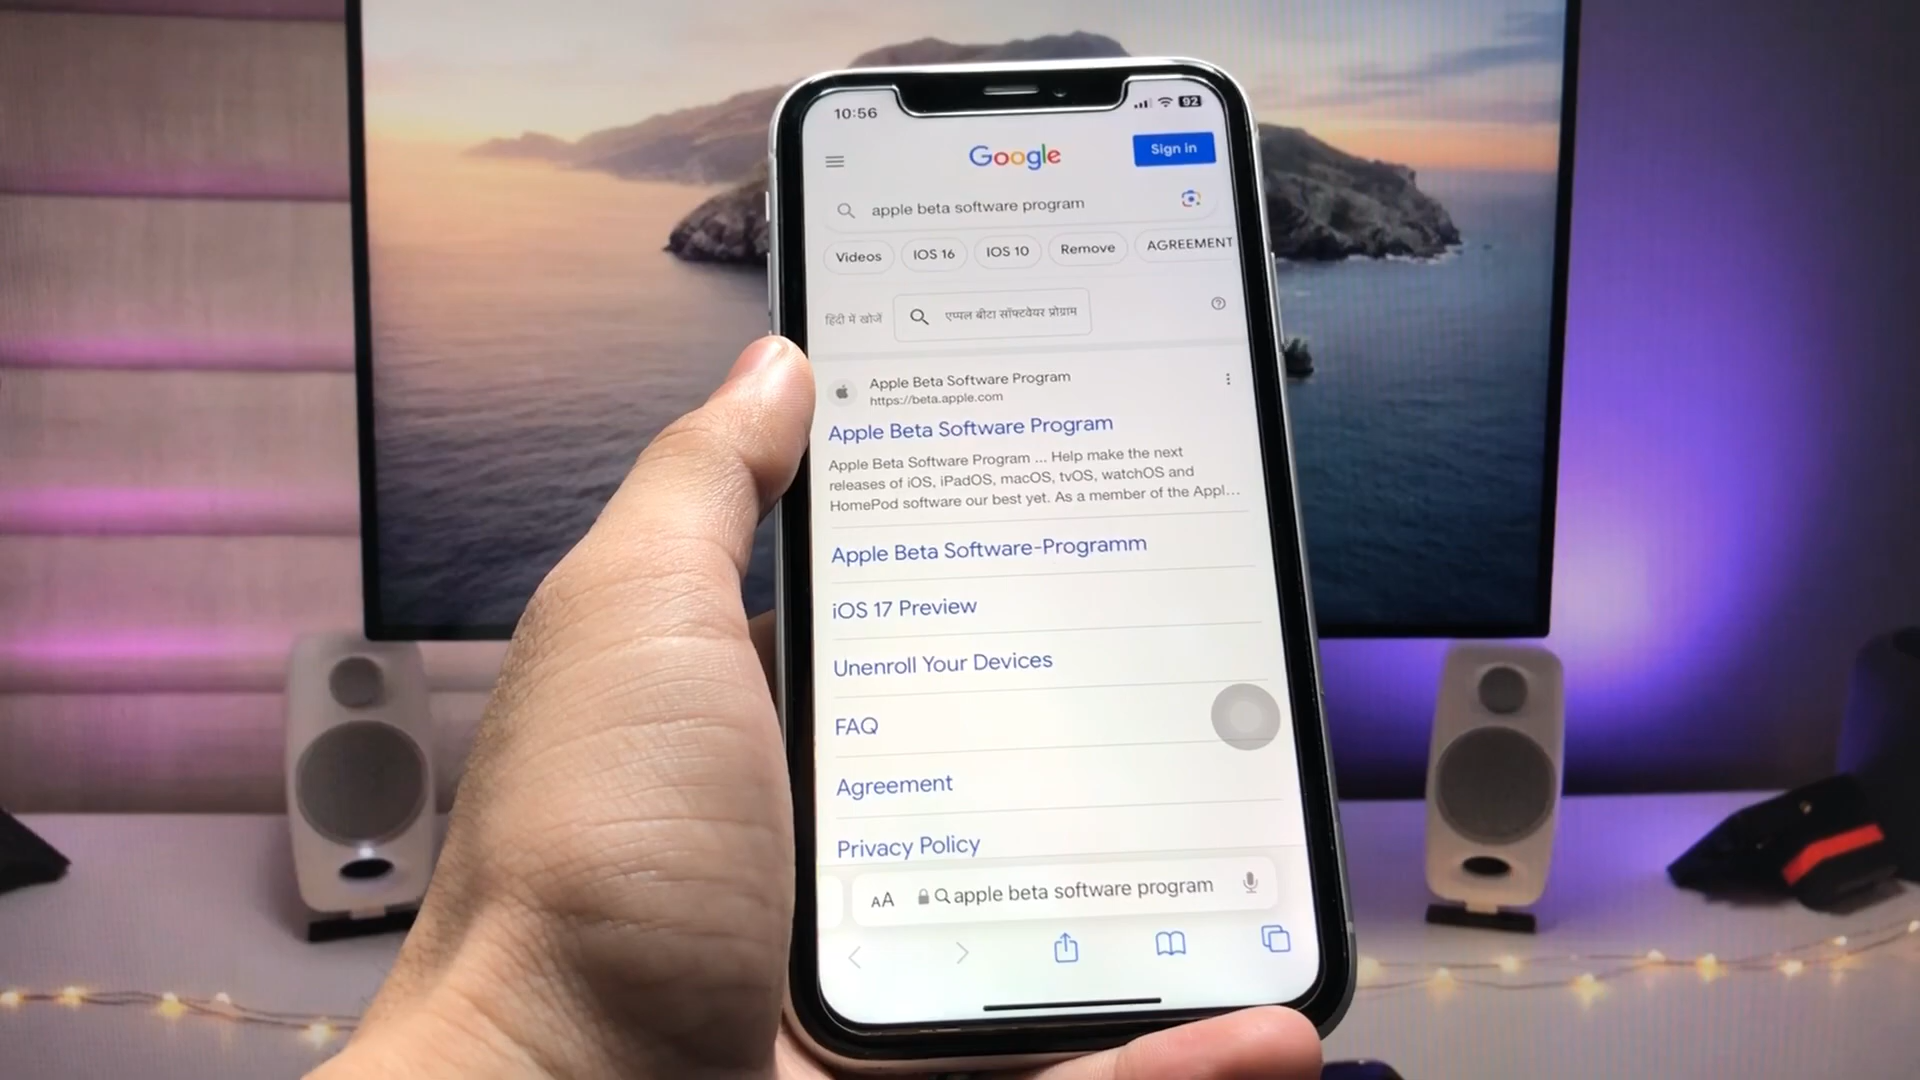 10:56
92
Google
Sign in
apple beta software program
Videos
IOS 16
IOS 10
Remove
AGREEMENT
हिंदी में खोजें
एप्पल बीटा सॉफ्टवेयर प्रोग्राम
Apple Beta Software Program
https://beta.apple.com
Apple Beta Software Program
Apple Beta Software Program ... Help make the next
releases of iOS, iPadOS, macOS, tvOS, watchOS and
HomePod software our best yet. As a member of the Appl...
Apple Beta Software-Programm
iOS 17 Preview
Unenroll Your Devices
FAQ
Agreement
Privacy Policy
AA
apple beta software program